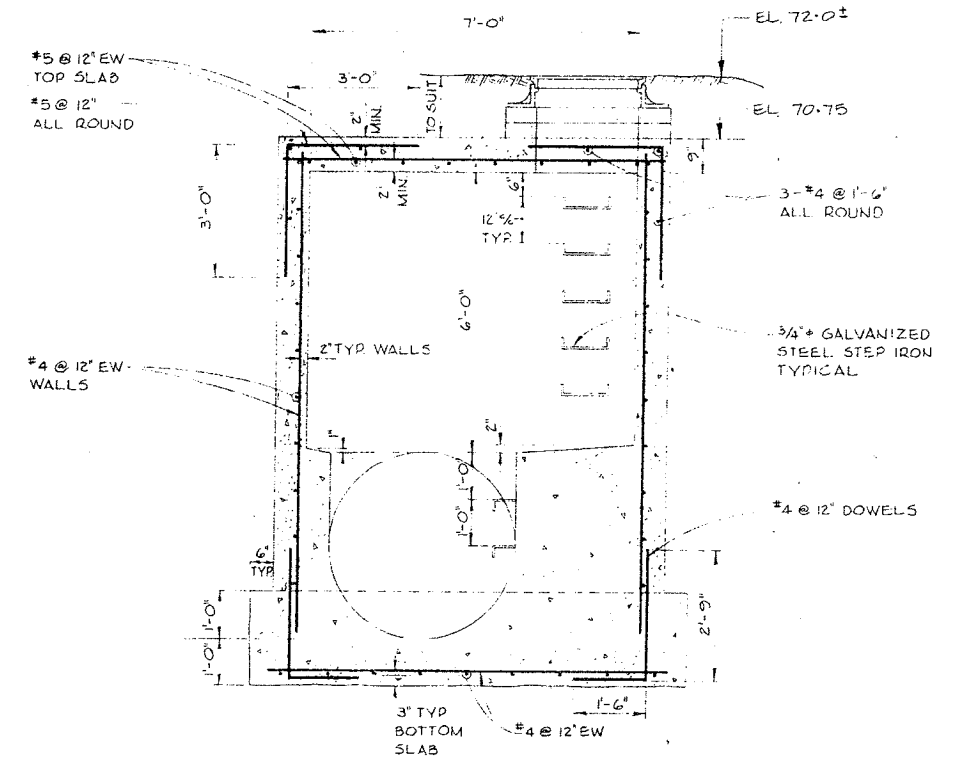 7'-0"
EL. 72.0±
#5 @ 12" EW
TOP SLAB
#5 @ 12"
ALL ROUND
3'-0"
2"
MIN.
TO SUIT
EL. 70.75
9"
2"
MIN.
6"
12" %
TYP.
3'-0"
3-#4 @ 1'-6"
ALL ROUND
6'-0"
3/4" ϕ GALVANIZED
STEEL STEP IRON
TYPICAL
2" TYP. WALLS
#4 @ 12" EW
WALLS
1"
2"
1'-0"
1'-0"
#4 @ 12" DOWELS
6"
TYP.
1'-0"
1'-0"
2'-9"
1'-6"
3" TYP
BOTTOM
SLAB
#4 @ 12" EW